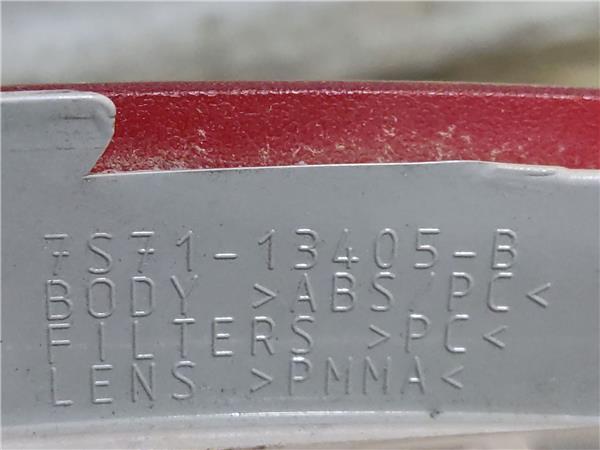 7S71-13405-B
BODY >ABS/PC<
FILTERS >PC<
LENS >PMMA<